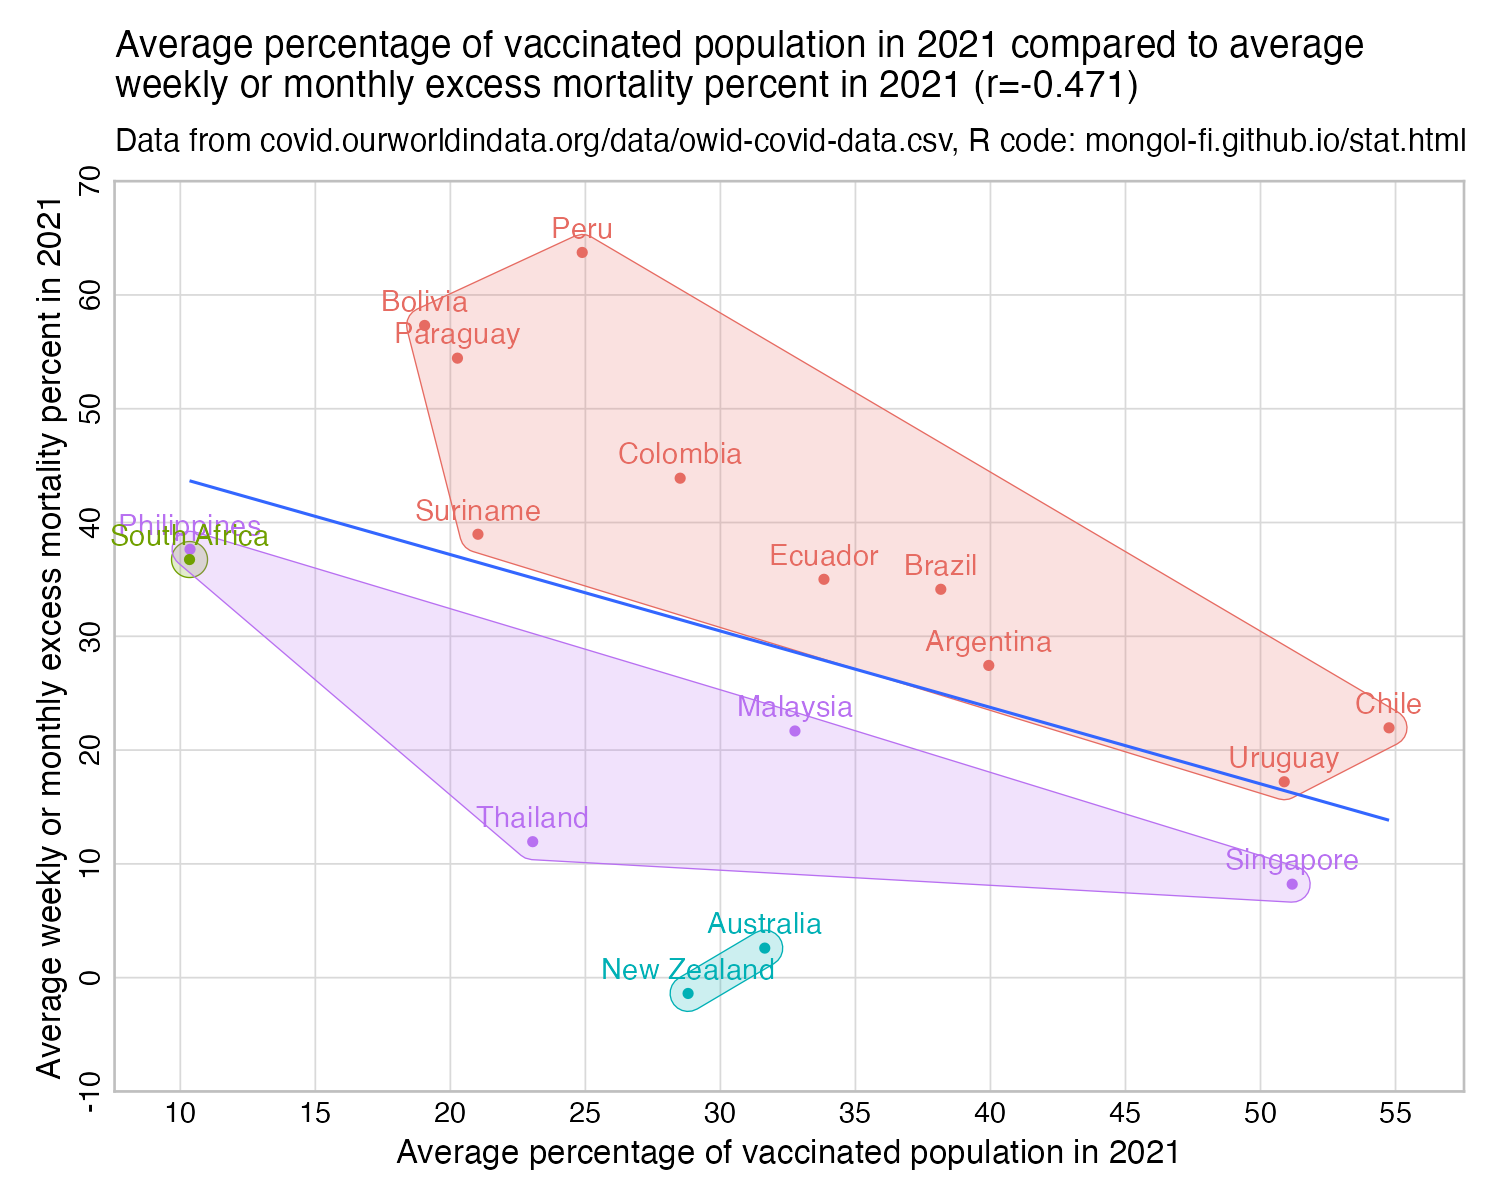 Average percentage of vaccinated population in 2021 compared to average
weekly or monthly excess mortality percent in 2021 (r=-0.471)
Data from covid.ourworldindata.org/data/owid-covid-data.csv, R code: mongol-fi.github.io/stat.html
Average weekly or monthly excess mortality percent in 2021
70
60
50
40
30
20
10
0
-10
Peru
Bolivia
Paraguay
Colombia
Suriname
Philippines
South Africa
Ecuador
Brazil
Argentina
Malaysia
Chile
Uruguay
Thailand
Singapore
Australia
New Zealand
10 15 20 25 30 35 40 45 50 55
Average percentage of vaccinated population in 2021